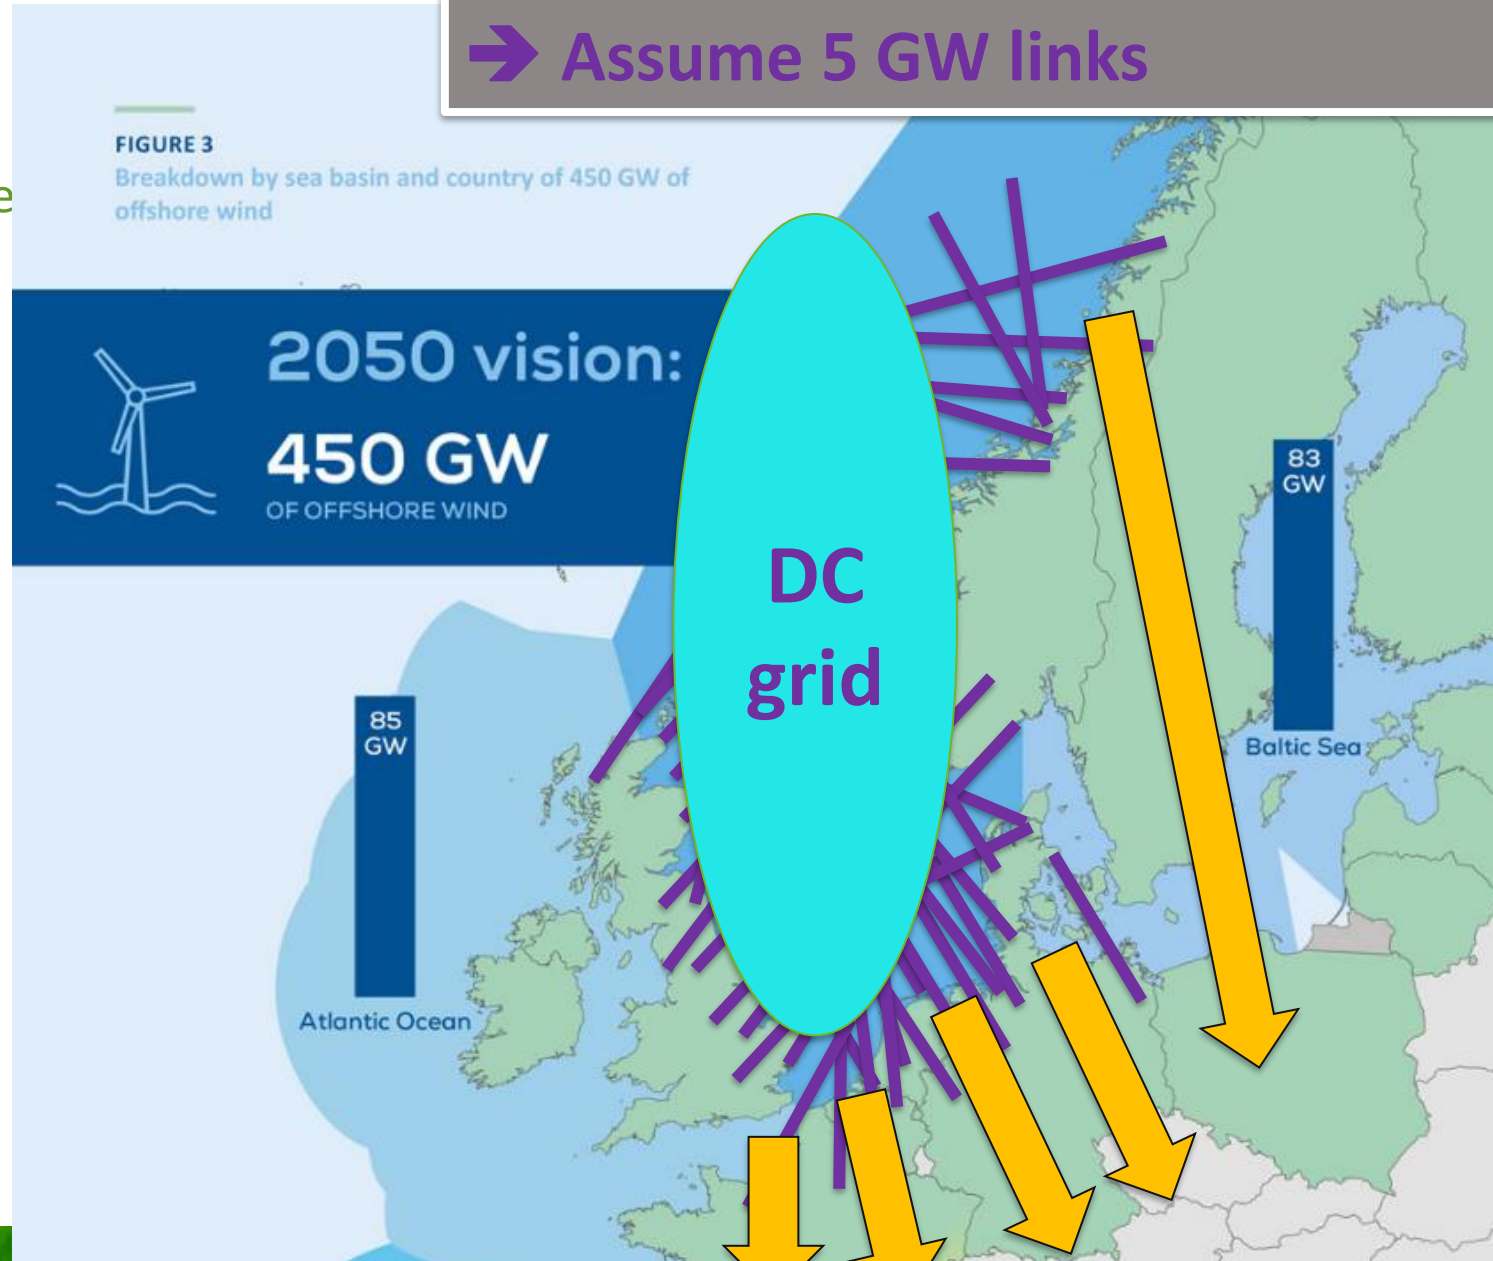 ➔ Assume 5 GW links
FIGURE 3
Breakdown by sea basin and country of 450 GW of
offshore wind
e
2050 vision:
450 GW
OF OFFSHORE WIND
DC
grid
83
GW
Baltic Sea
85
GW
Atlantic Ocean